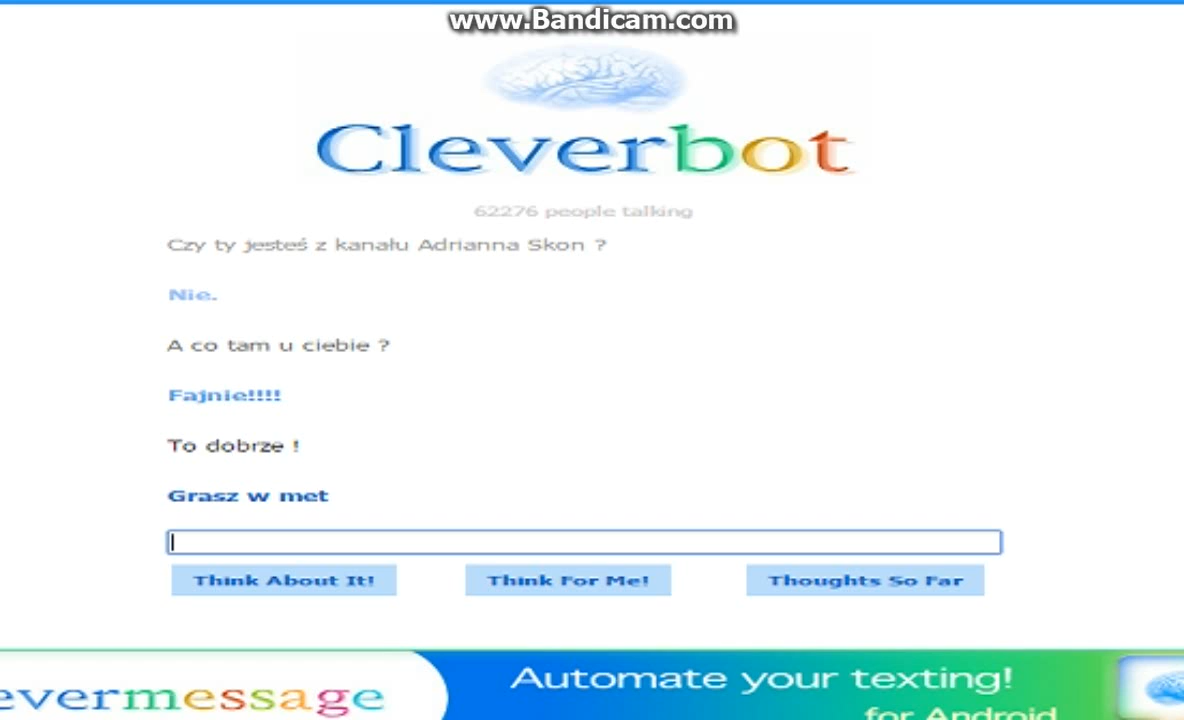 www.Bandicam.com
Cleverbot
62276 people talking
Czy ty jesteś z kanału Adrianna Skon ?
Nie.
A co tam u ciebie ?
Fajnie!!!!
To dobrze !
Grasz w met
Think About It!
Think For Me!
Thoughts So Far
evermessage
Automate your texting!
for Android